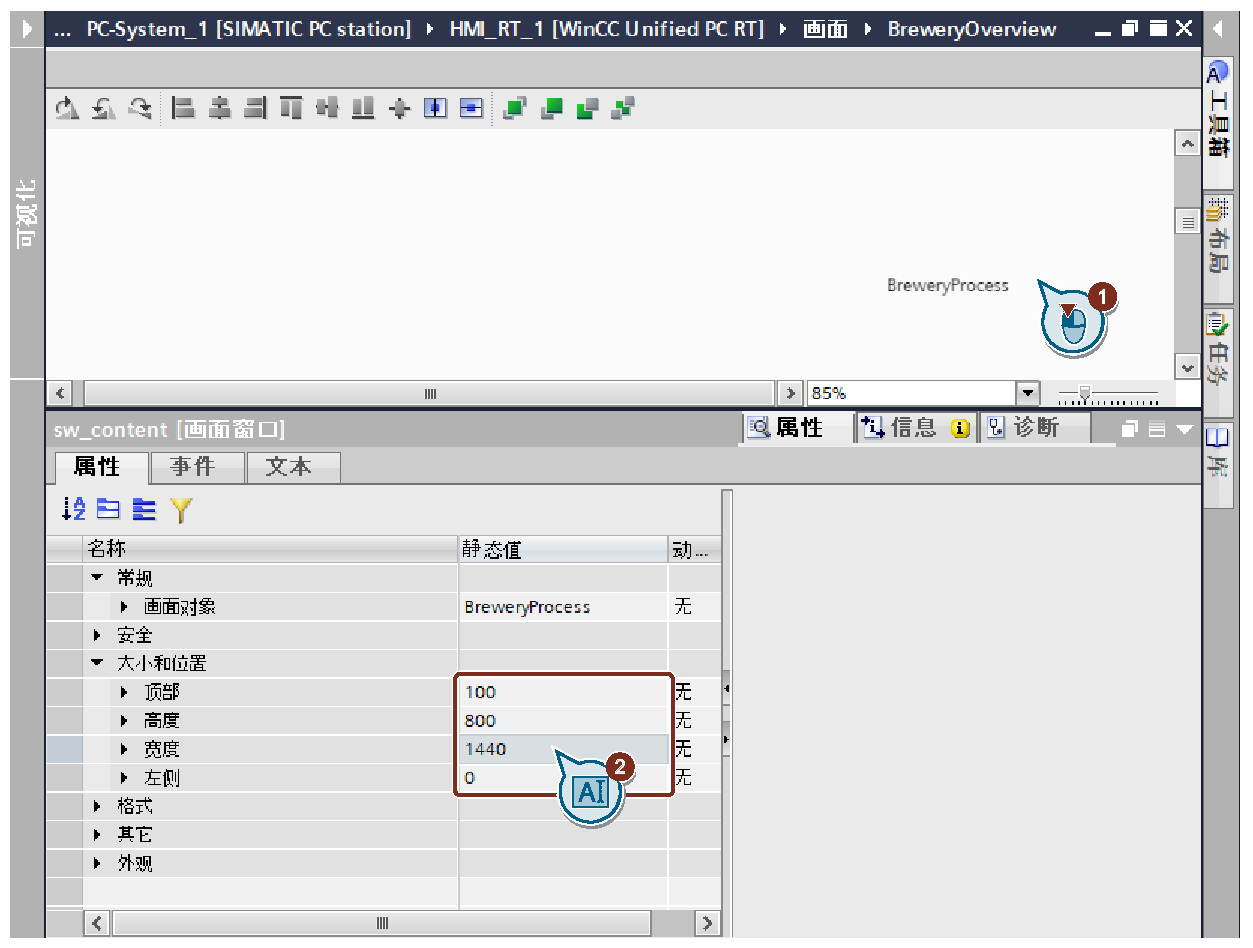 ... PC-System_1 [SIMATIC PC station] HMI_RT_1 [WinCC Unified PC RT] 画面 BreweryOverview
工具箱
可视化
布局
BreweryProcess
1
任务
85%
sw_content [画面窗口]
属性 信息 诊断
库
属性 事件 文本
名称 静态值 动...
常规
画面对象 BreweryProcess 无
安全
大小和位置
顶部 100 无
高度 800 无
宽度 1440 无
左侧 0 无
2
AI
格式
其它
外观